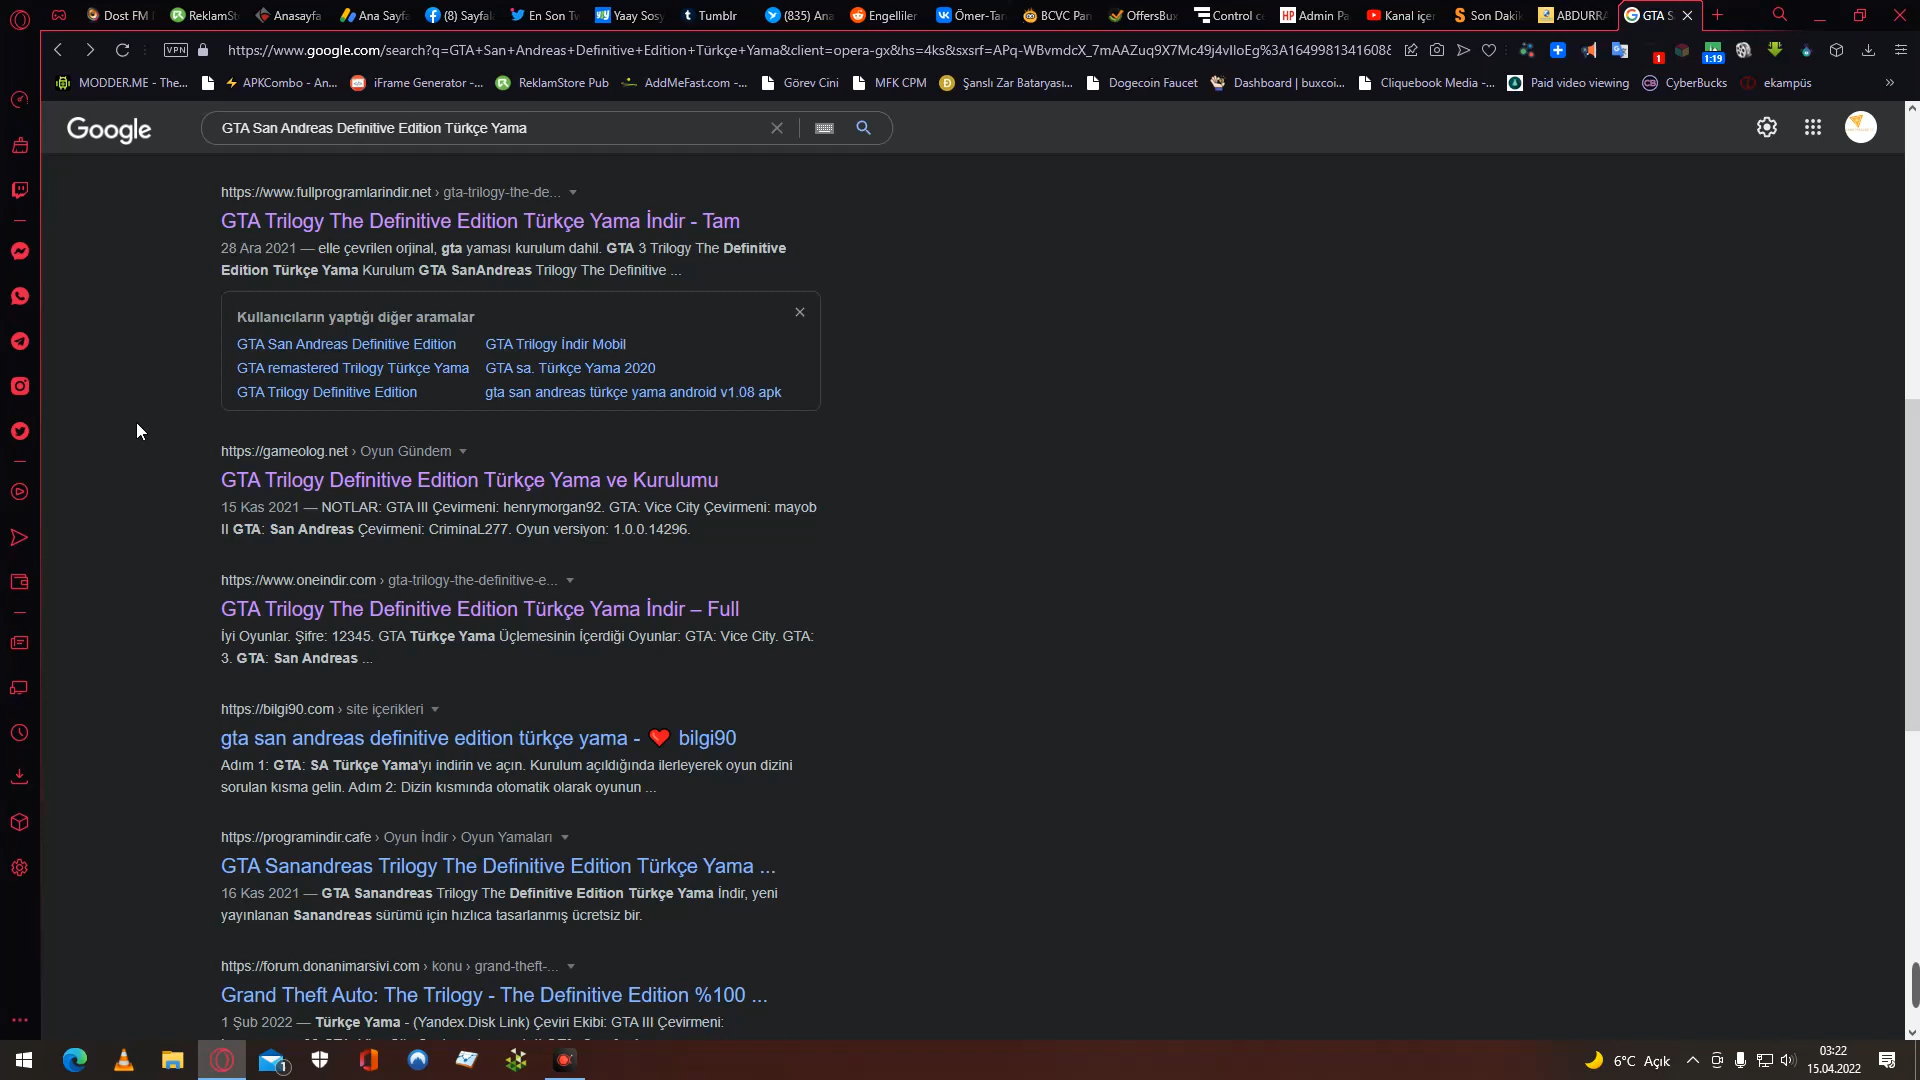 Dost FM
ReklamSt
Anasayfa
Ana Sayfa
(8) Sayfal
En Son Tw
Yaay Sosy
Tumblr
(835) Ana
Engelliler
Ömer-Tar
BCVC Pan
OffersBux
Control ce
Admin Pa
Kanal içer
Son Daki
ABDURRA
GTA S
VPN
https://www.google.com/search?q=GTA+San+Andreas+Definitive+Edition+Türkçe+Yama&client=opera-gx&hs=4ks&sxsrf=APq-WBvmdcX_7mAAZuq9X7Mc49j4vIloEg%3A1649981341608&
1
1:19
MODDER.ME - The...
APKCombo - An...
iFrame Generator -...
ReklamStore Pub
AddMeFast.com -...
Görev Cini
MFK CPM
Şanslı Zar Bataryası...
Dogecoin Faucet
Dashboard | buxcoi...
Cliquebook Media -...
Paid video viewing
CyberBucks
ekampüs
Google
GTA San Andreas Definitive Edition Türkçe Yama
https://www.fullprogramlarindir.net › gta-trilogy-the-de...
GTA Trilogy The Definitive Edition Türkçe Yama İndir - Tam
28 Ara 2021 — elle çevrilen orjinal, gta yaması kurulum dahil. GTA 3 Trilogy The Definitive
Edition Türkçe Yama Kurulum GTA SanAndreas Trilogy The Definitive ...
Kullanıcıların yaptığı diğer aramalar
GTA San Andreas Definitive Edition
GTA Trilogy İndir Mobil
GTA remastered Trilogy Türkçe Yama
GTA sa. Türkçe Yama 2020
GTA Trilogy Definitive Edition
gta san andreas türkçe yama android v1.08 apk
https://gameolog.net › Oyun Gündem
GTA Trilogy Definitive Edition Türkçe Yama ve Kurulumu
15 Kas 2021 — NOTLAR: GTA III Çevirmeni: henrymorgan92. GTA: Vice City Çevirmeni: mayob
II GTA: San Andreas Çevirmeni: CriminaL277. Oyun versiyon: 1.0.0.14296.
https://www.oneindir.com › gta-trilogy-the-definitive-e...
GTA Trilogy The Definitive Edition Türkçe Yama İndir – Full
İyi Oyunlar. Şifre: 12345. GTA Türkçe Yama Üçlemesinin İçerdiği Oyunlar: GTA: Vice City. GTA:
3. GTA: San Andreas ...
https://bilgi90.com › site içerikleri
gta san andreas definitive edition türkçe yama - ❤️ bilgi90
Adım 1: GTA: SA Türkçe Yama'yı indirin ve açın. Kurulum açıldığında ilerleyerek oyun dizini
sorulan kısma gelin. Adım 2: Dizin kısmında otomatik olarak oyunun ...
https://programindir.cafe › Oyun İndir › Oyun Yamaları
GTA Sanandreas Trilogy The Definitive Edition Türkçe Yama ...
16 Kas 2021 — GTA Sanandreas Trilogy The Definitive Edition Türkçe Yama İndir, yeni
yayınlanan Sanandreas sürümü için hızlıca tasarlanmış ücretsiz bir.
https://forum.donanimarsivi.com › konu › grand-theft-...
Grand Theft Auto: The Trilogy - The Definitive Edition %100 ...
1 Şub 2022 — Türkçe Yama - (Yandex.Disk Link) Çeviri Ekibi: GTA III Çevirmeni:
1
6°C Açık
03:22
15.04.2022